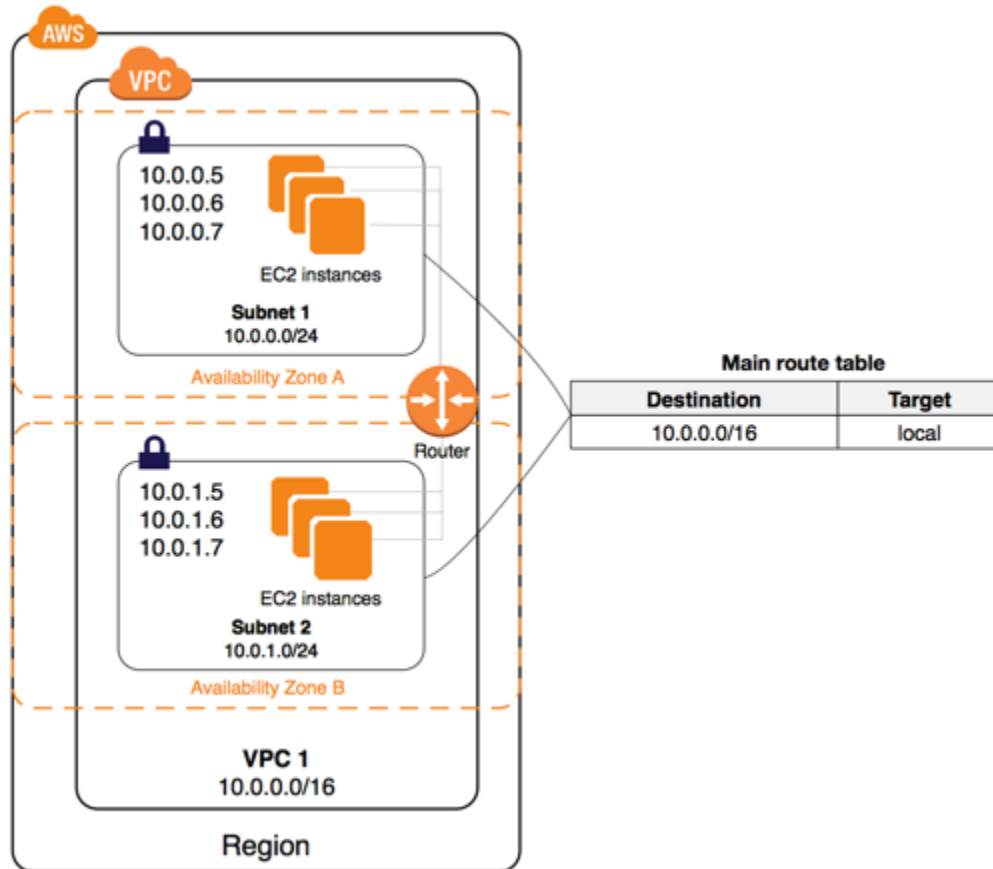 AWS
VPC
10.0.0.5
10.0.0.6
10.0.0.7
EC2 instances
Subnet 1
10.0.0.0/24
Availability Zone A
Router
10.0.1.5
10.0.1.6
10.0.1.7
EC2 instances
Subnet 2
10.0.1.0/24
Availability Zone B
VPC 1
10.0.0.0/16
Region
Main route table
Destination Target
10.0.0.0/16 local